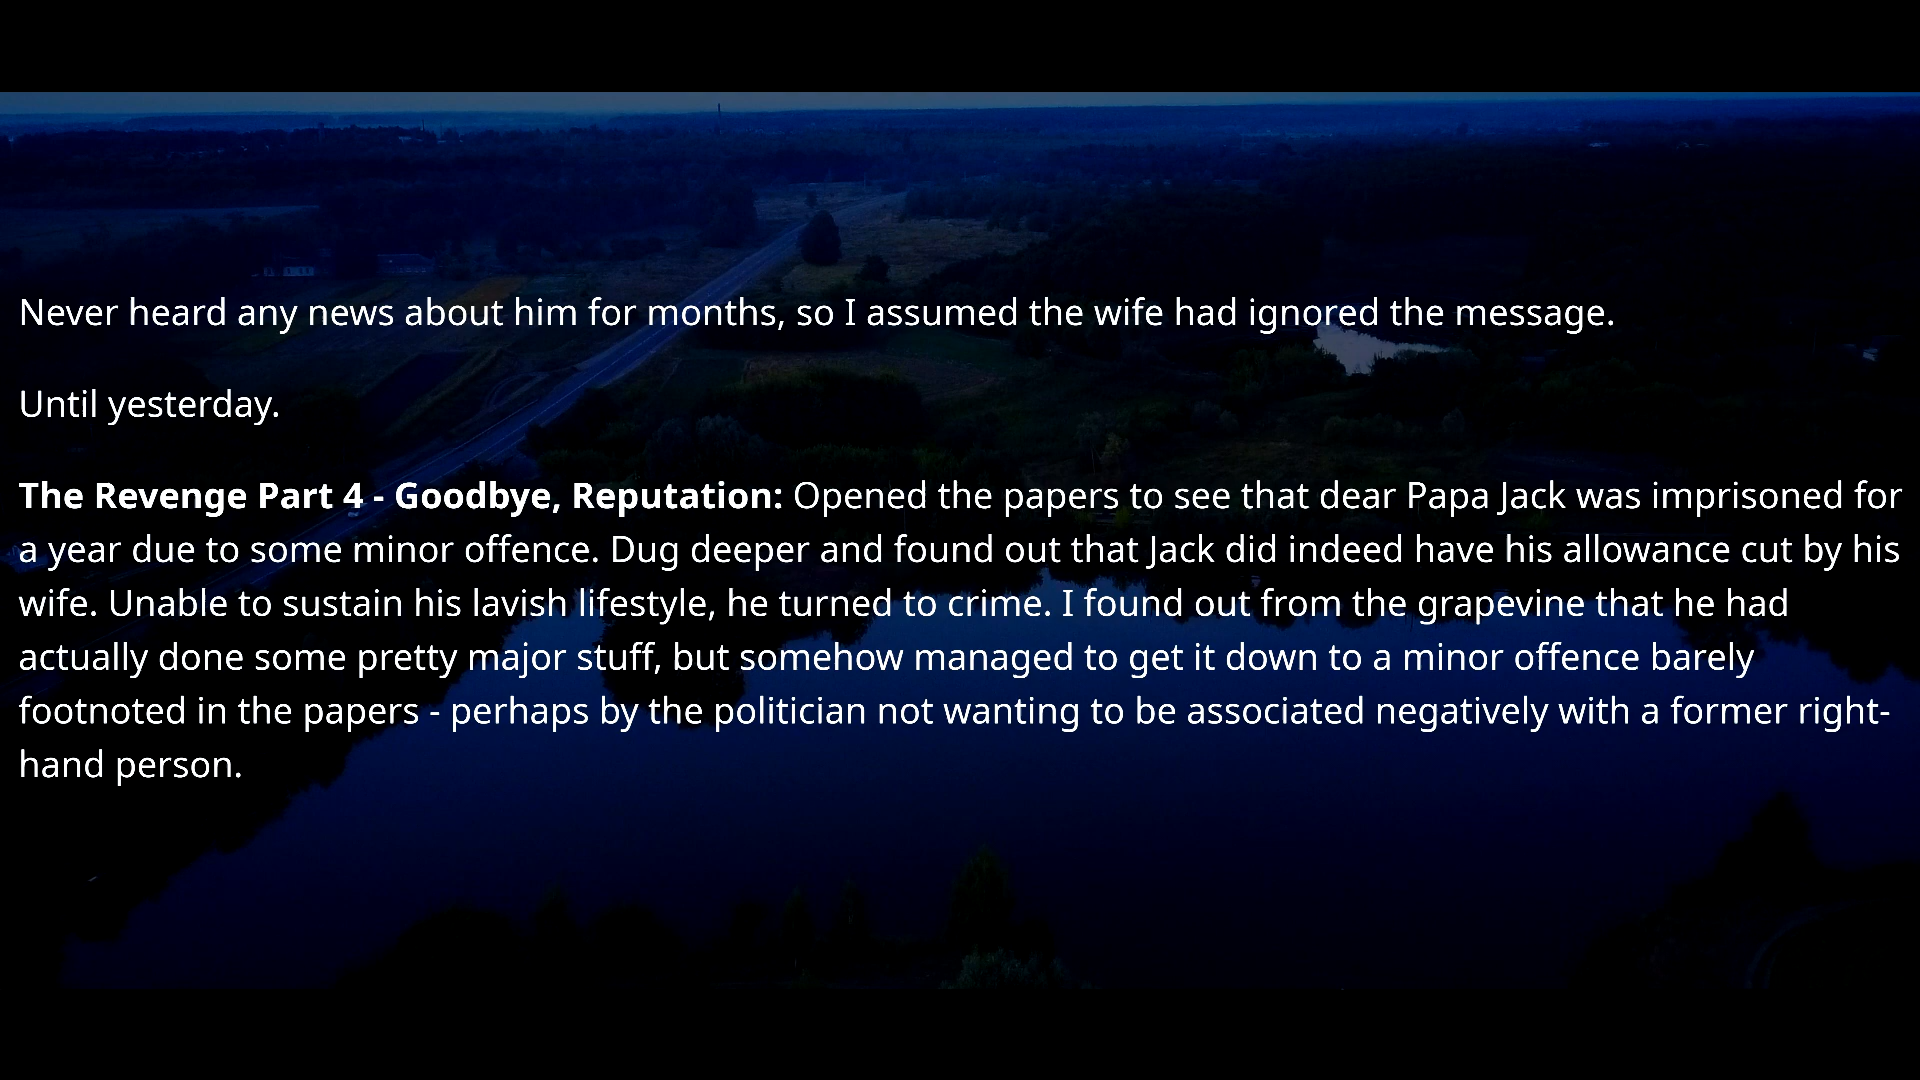 Never heard any news about him for months, so I assumed the wife had ignored the message.
Until yesterday.
The Revenge Part 4 - Goodbye, Reputation: Opened the papers to see that dear Papa Jack was imprisoned for
a year due to some minor offence. Dug deeper and found out that Jack did indeed have his allowance cut by his
wife. Unable to sustain his lavish lifestyle, he turned to crime. I found out from the grapevine that he had
actually done some pretty major stuff, but somehow managed to get it down to a minor offence barely
footnoted in the papers - perhaps by the politician not wanting to be associated negatively with a former right-
hand person.